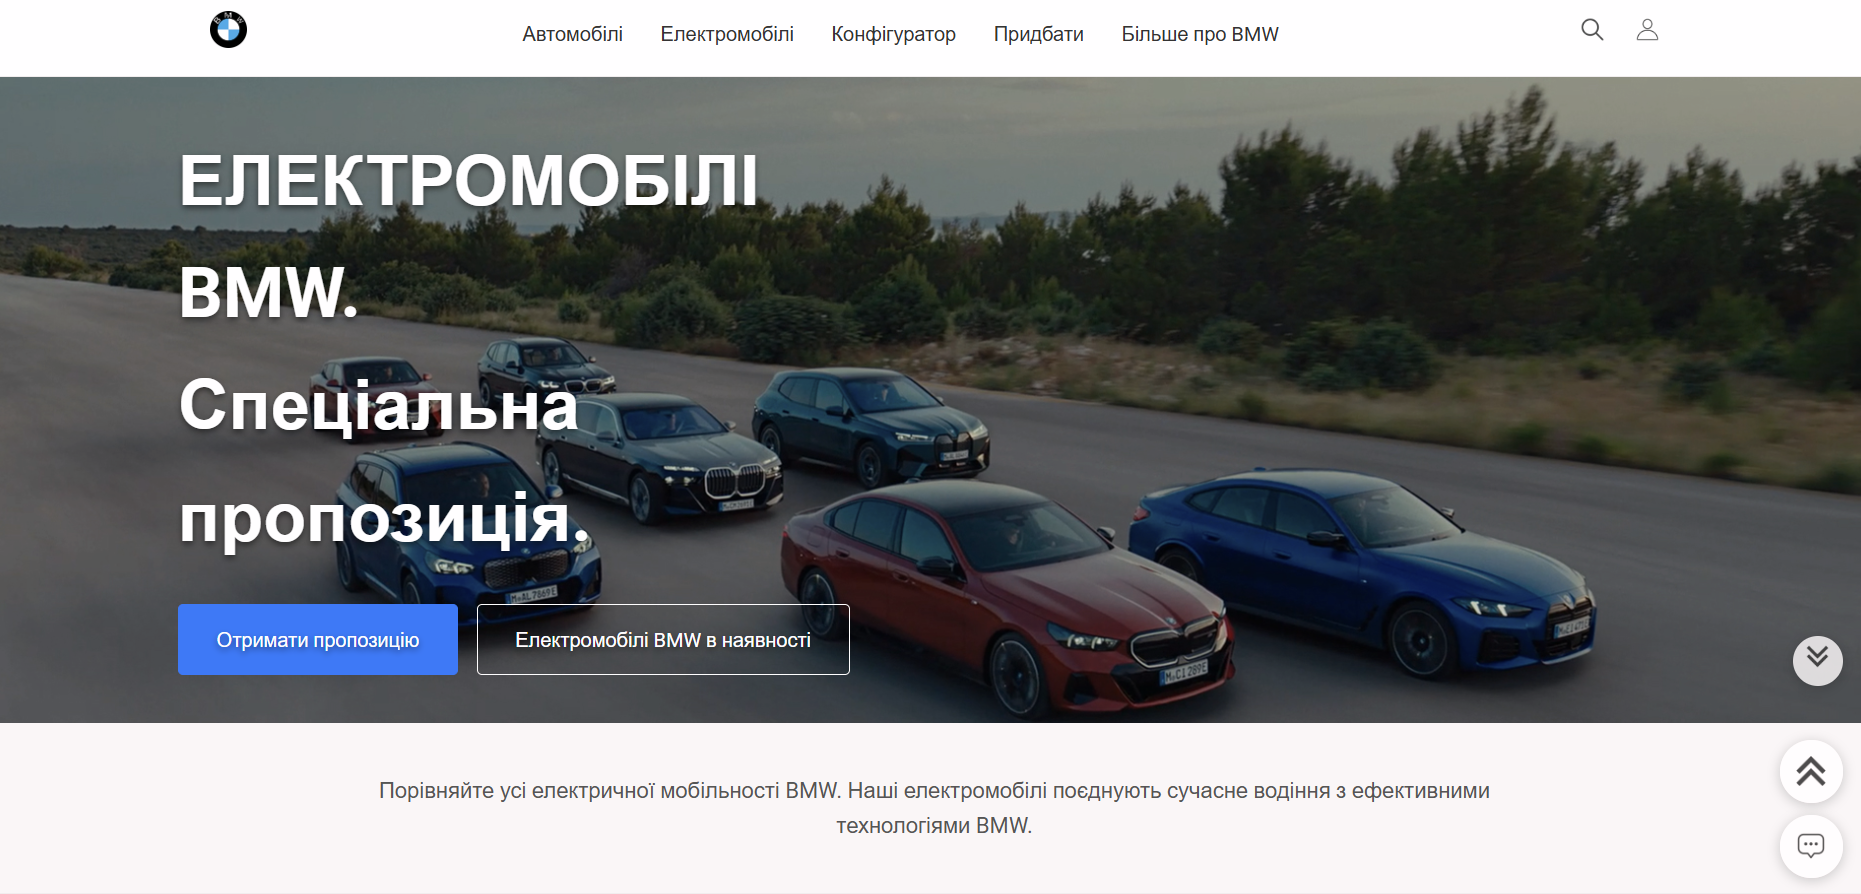 BMW
Автомобілі Електромобілі Конфігуратор Придбати Більше про BMW
ЕЛЕКТРОМОБІЛІ
BMW.
Спеціальна
пропозиція.
Отримати пропозицію Електромобілі BMW в наявності
Порівняйте усі електричної мобільності BMW. Наші електромобілі поєднують сучасне водіння з ефективними
технологіями BMW.